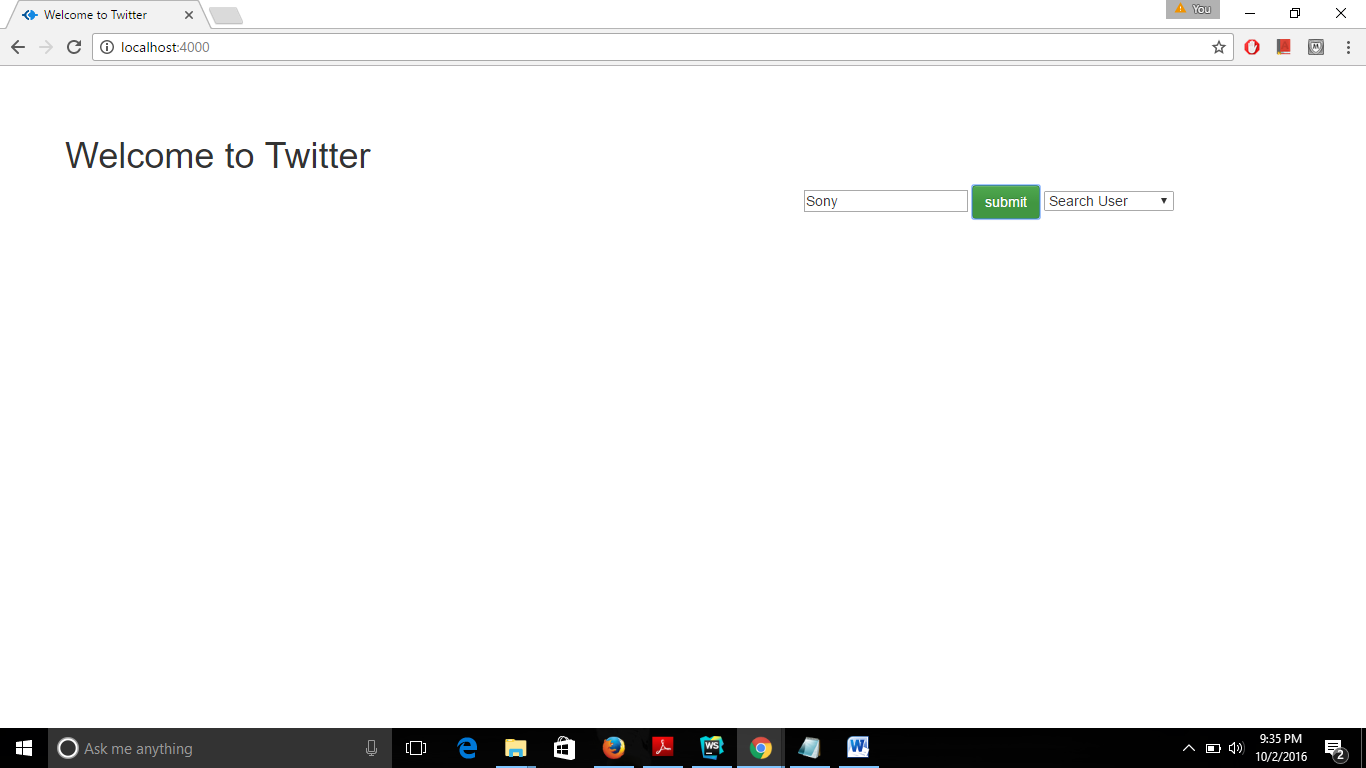 Welcome to Twitter
You
localhost:4000
Welcome to Twitter
Sony submit Search User
Ask me anything
WS
W
9:35 PM
10/2/2016
2